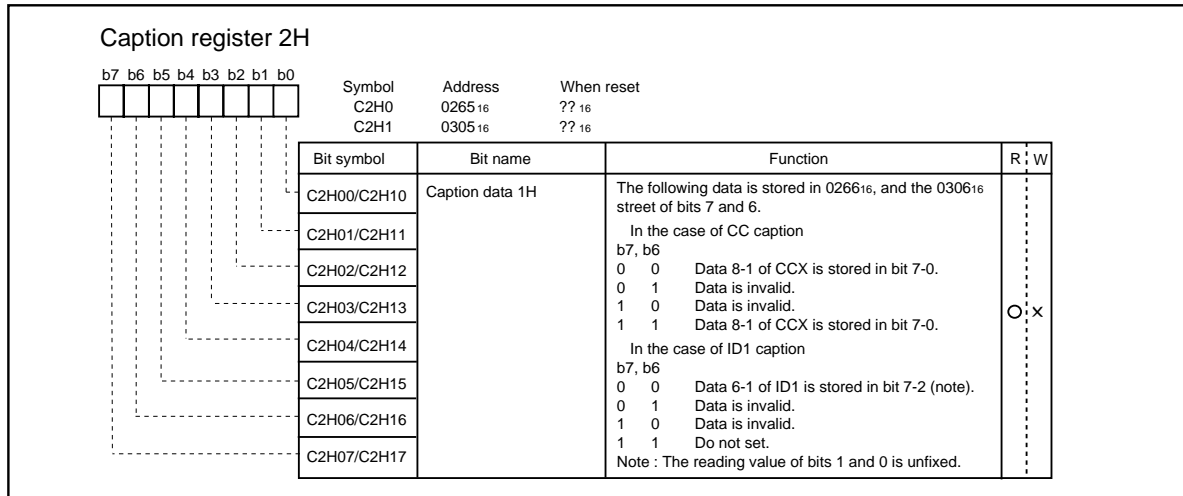 Caption register 2H
b7 b6 b5 b4 b3 b2 b1 b0
Symbol Address When reset
C2H0 0265 16 ?? 16
C2H1 0305 16 ?? 16
Bit symbol Bit name Function R W
C2H00/C2H10 Caption data 1H
C2H01/C2H11
C2H02/C2H12
C2H03/C2H13
C2H04/C2H14
C2H05/C2H15
C2H06/C2H16
C2H07/C2H17
The following data is stored in 026616, and the 030616
street of bits 7 and 6.
In the case of CC caption
b7, b6
0 0 Data 8-1 of CCX is stored in bit 7-0.
0 1 Data is invalid.
1 0 Data is invalid.
1 1 Data 8-1 of CCX is stored in bit 7-0.
In the case of ID1 caption
b7, b6
0 0 Data 6-1 of ID1 is stored in bit 7-2 (note).
0 1 Data is invalid.
1 0 Data is invalid.
1 1 Do not set.
Note : The reading value of bits 1 and 0 is unfixed.
O X